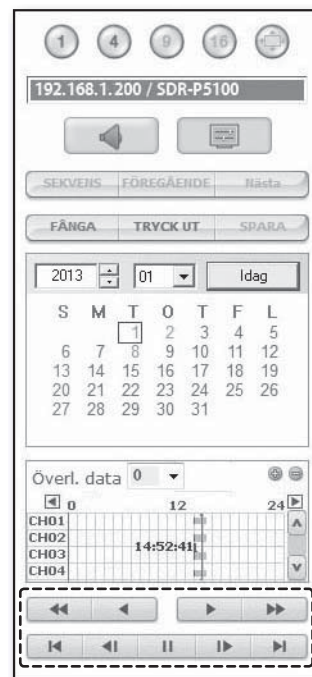 1 4 9 16
192.168.1.200 / SDR-P5100
SEKVENS FÖREGÅENDE Nästa
FÅNGA TRYCK UT SPARA
2013 01 Idag
S M T O T F L
1 2 3 4 5
6 7 8 9 10 11 12
13 14 15 16 17 18 19
20 21 22 23 24 25 26
27 28 29 30 31
Överl. data 0
0 12 24
CH01
CH02
14:52:41
CH03
CH04